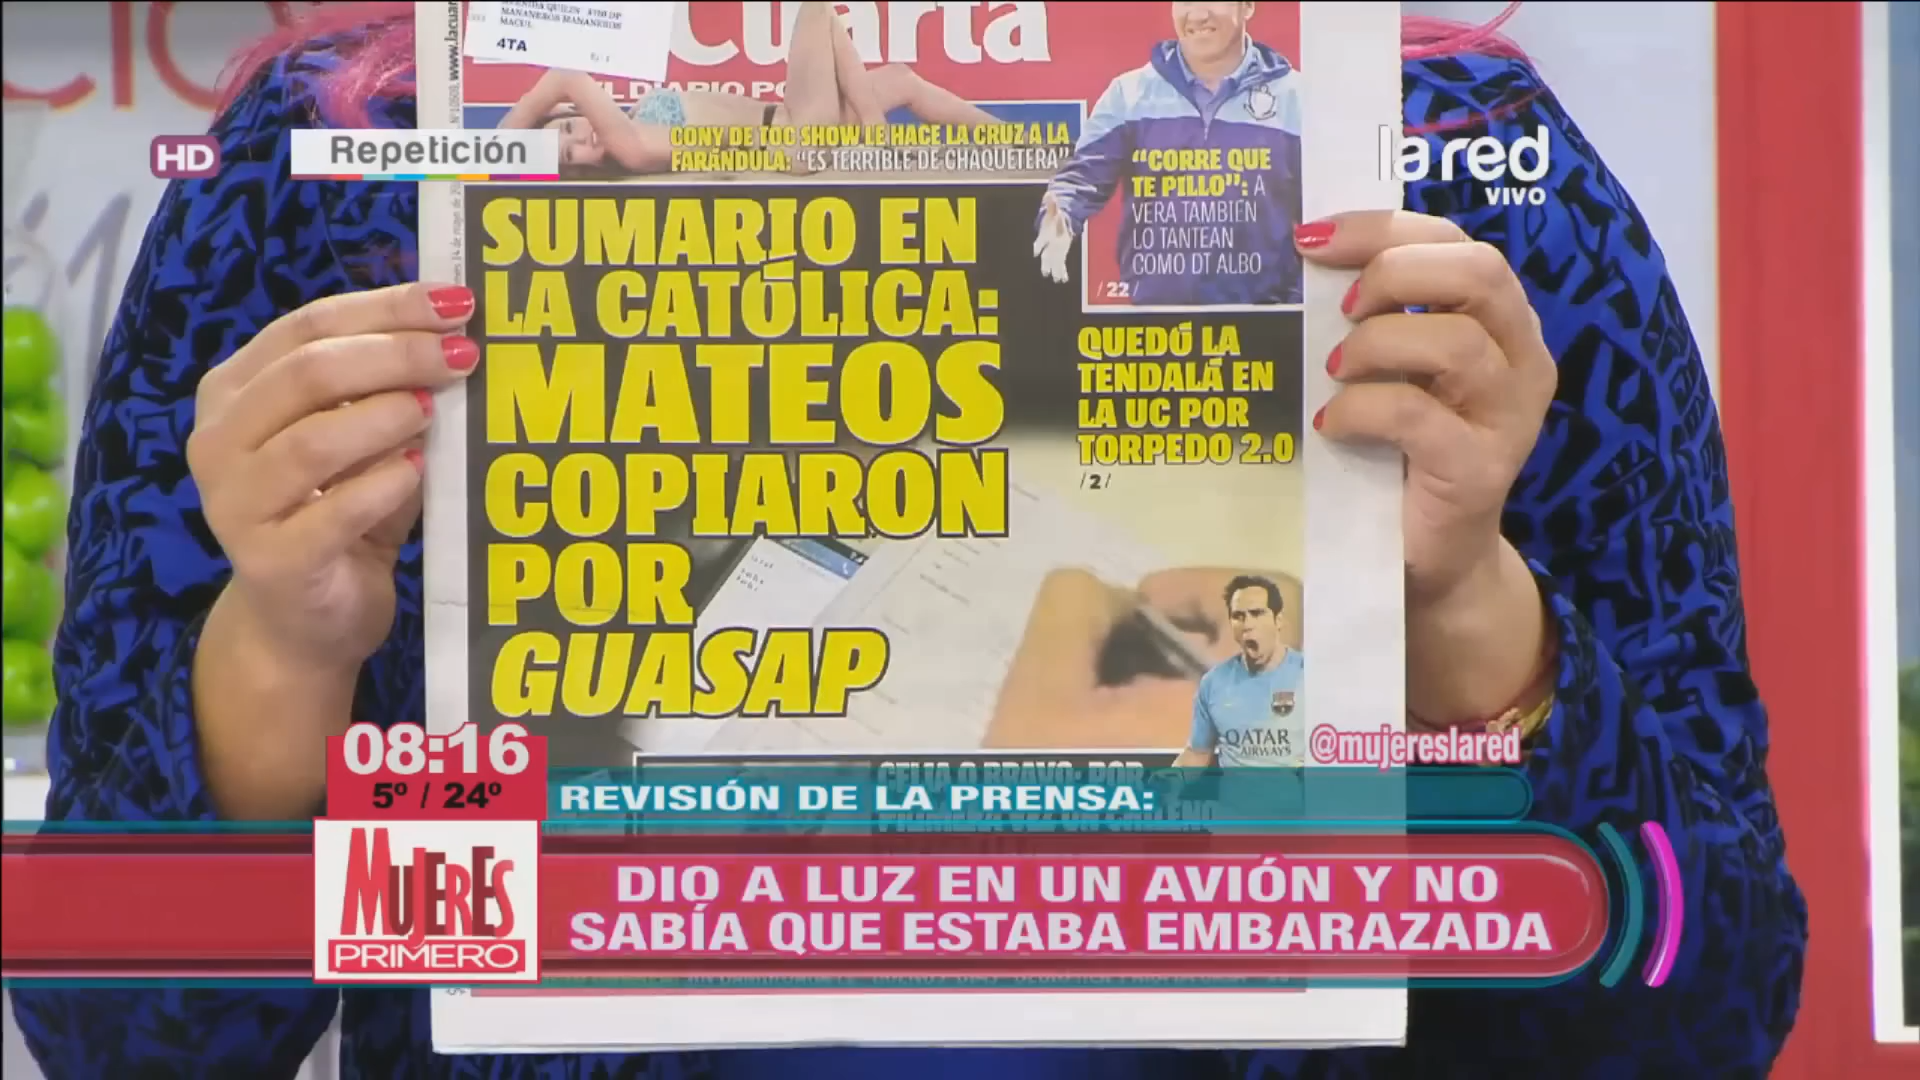 Cuarta
4TA
EL DIARIO PO
HD
Repetición
la red
VIVO
CONY DE TOC SHOW LE HACE LA CRUZ A LA
FARÁNDULA: "ES TERRIBLE DE CHAQUETERA"
"CORRE QUE
TE PILLO": A
VERA TAMBIÉN
LO TANTEAN
COMO DT ALBO
/ 22 /
SUMARIO EN
LA CATÓLICA:
MATEOS
COPIARON
POR
GUASAP
QUEDÓ LA
TENDALÁ EN
LA UC POR
TORPEDO 2.0
/ 2 /
QATAR
AIRWAYS
@mujereslared
08:16
5º / 24º
REVISIÓN DE LA PRENSA:
MUJERES
PRIMERO
DIO A LUZ EN UN AVIÓN Y NO
SABÍA QUE ESTABA EMBARAZADA